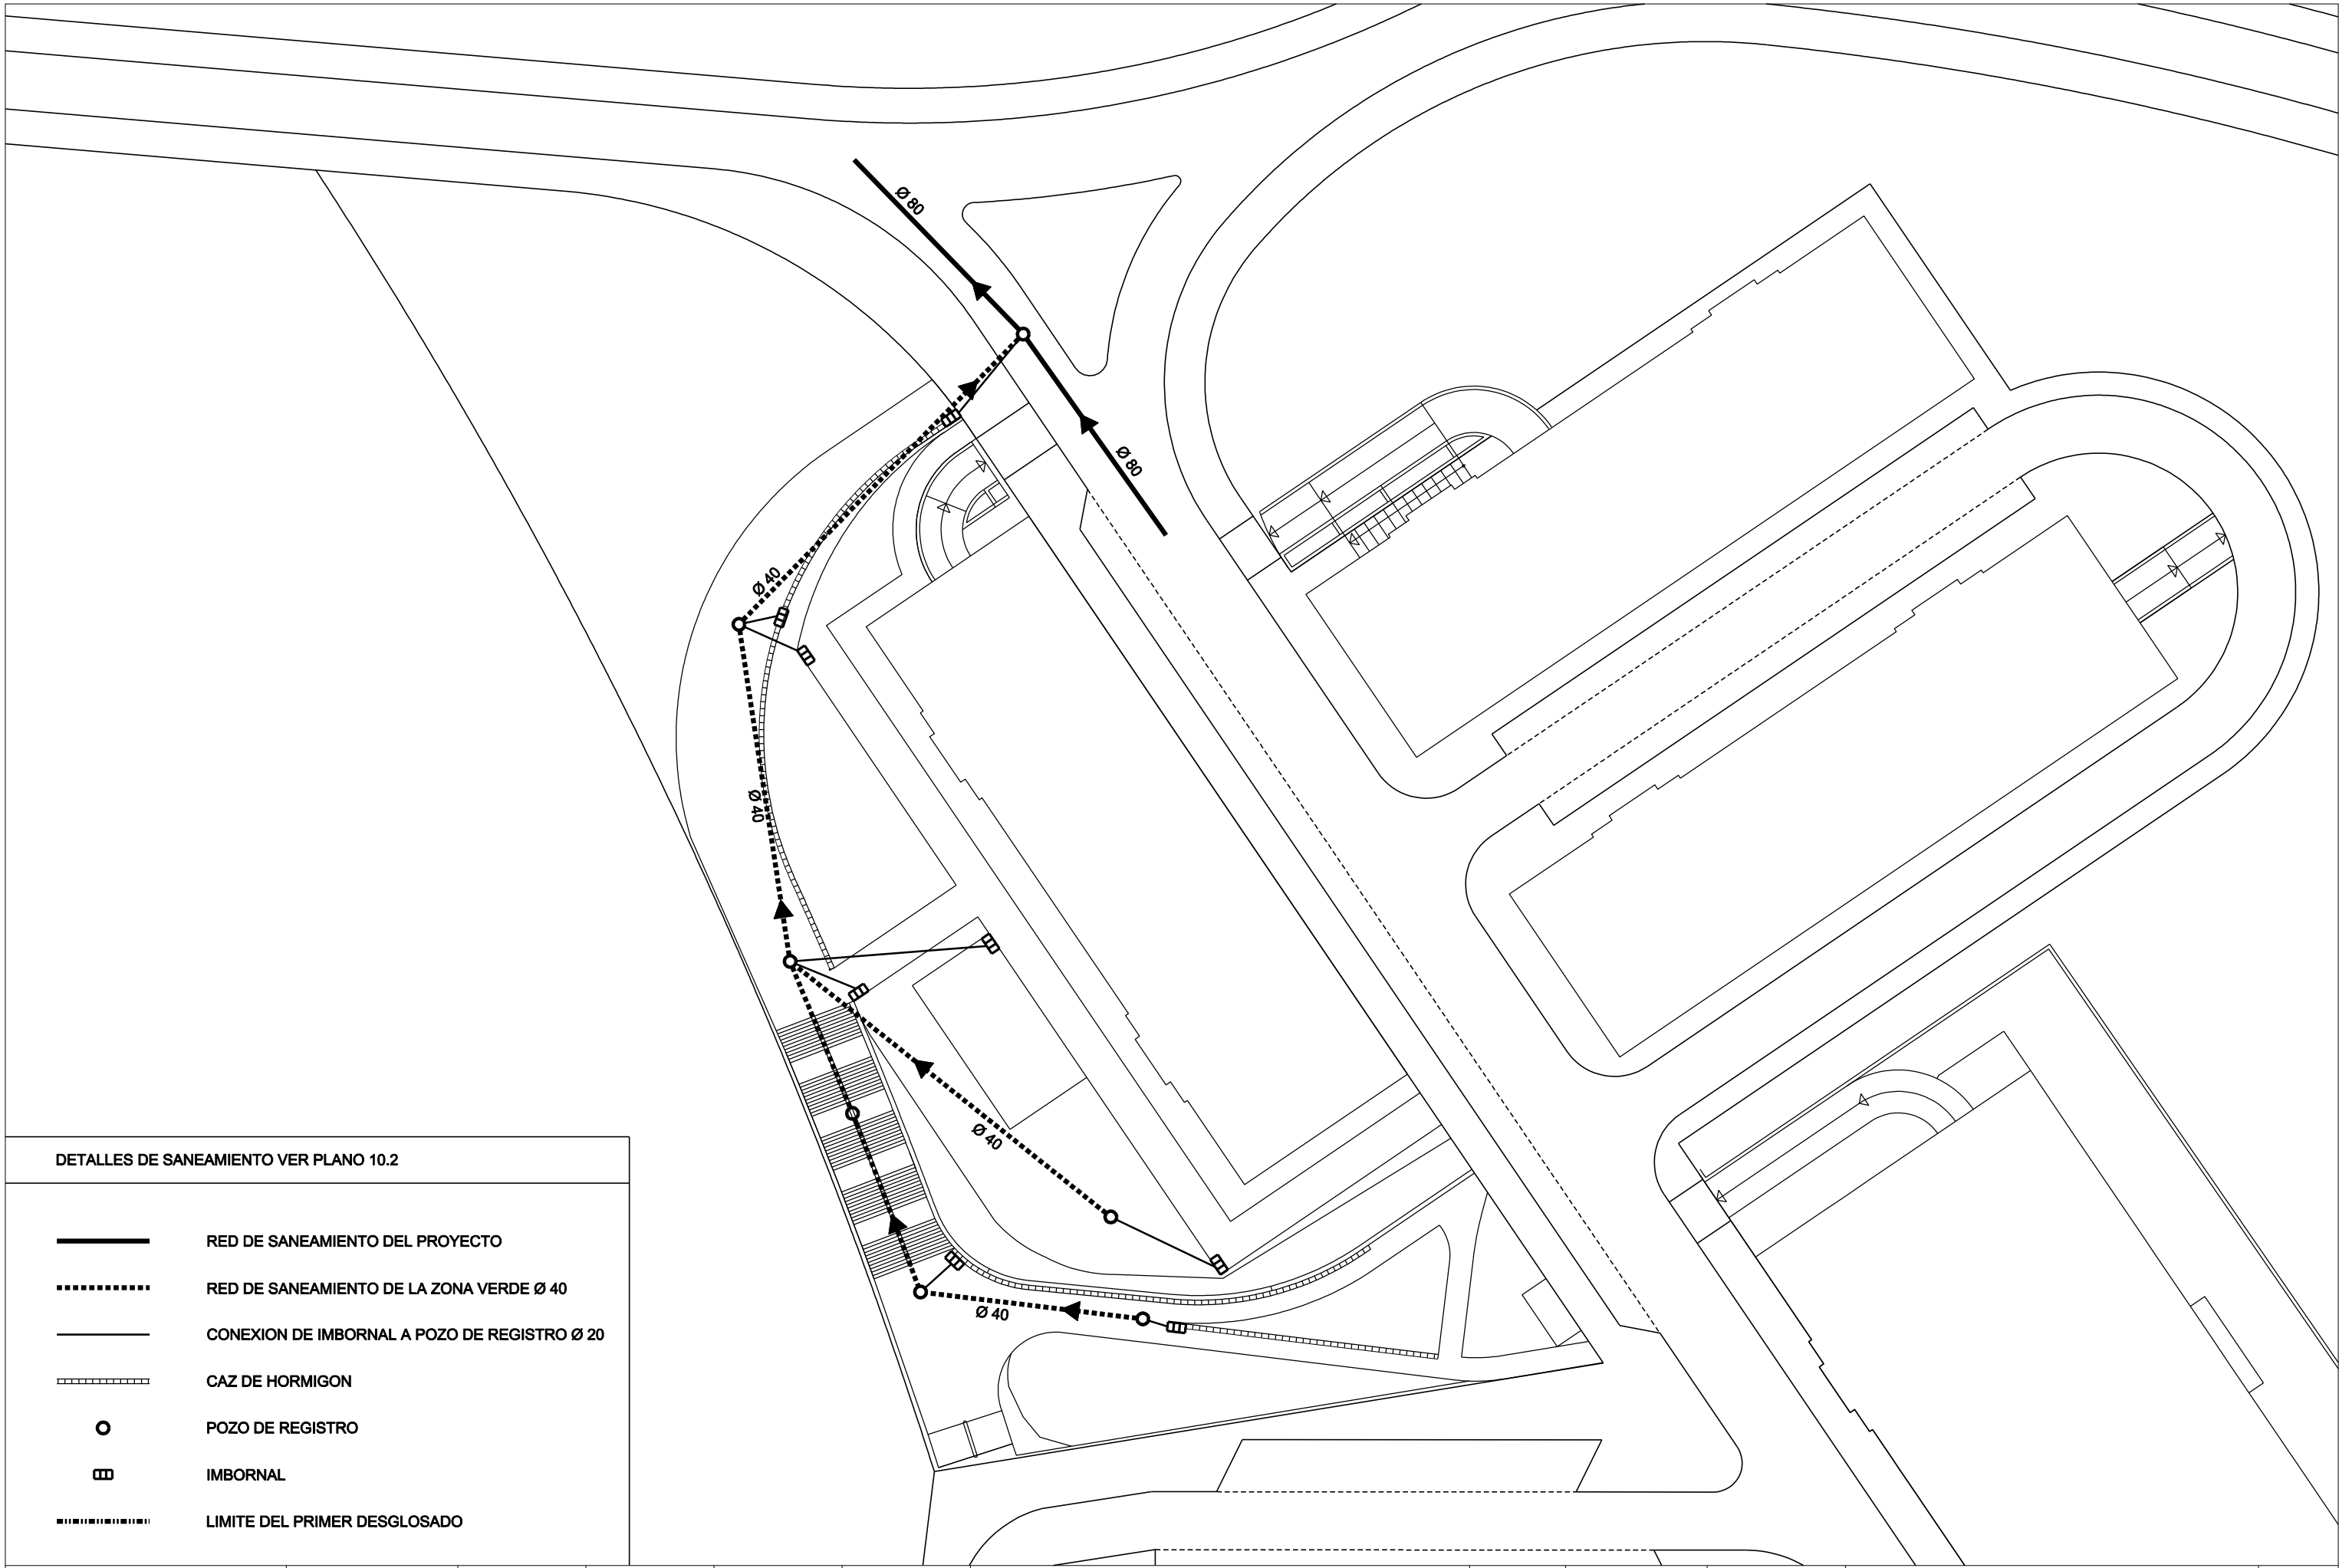 Ø 80
Ø 80
Ø 40
Ø 40
Ø 40
Ø 40
DETALLES DE SANEAMIENTO VER PLANO 10.2
RED DE SANEAMIENTO DEL PROYECTO
RED DE SANEAMIENTO DE LA ZONA VERDE Ø 40
CONEXION DE IMBORNAL A POZO DE REGISTRO Ø 20
CAZ DE HORMIGON
POZO DE REGISTRO
IMBORNAL
LIMITE DEL PRIMER DESGLOSADO